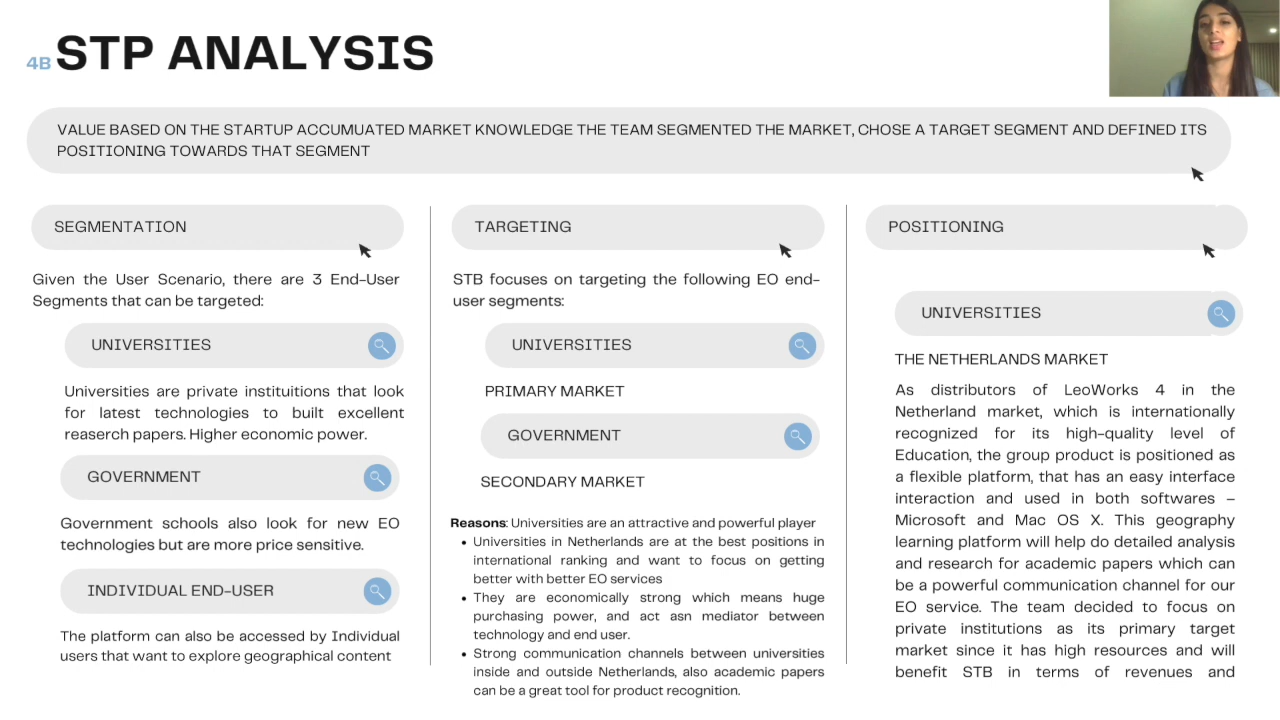 4B STP ANALYSIS
VALUE BASED ON THE STARTUP ACCUMUATED MARKET KNOWLEDGE THE TEAM SEGMENTED THE MARKET, CHOSE A TARGET SEGMENT AND DEFINED ITS
POSITIONING TOWARDS THAT SEGMENT
SEGMENTATION
Given the User Scenario, there are 3 End-User
Segments that can be targeted:
UNIVERSITIES
Universities are private instituitions that look
for latest technologies to built excellent
reaserch papers. Higher economic power.
GOVERNMENT
Government schools also look for new EO
technologies but are more price sensitive.
INDIVIDUAL END-USER
The platform can also be accessed by Individual
users that want to explore geographical content
TARGETING
STB focuses on targeting the following EO end-
user segments:
UNIVERSITIES
PRIMARY MARKET
GOVERNMENT
SECONDARY MARKET
Reasons: Universities are an attractive and powerful player
• Universities in Netherlands are at the best positions in
international ranking and want to focus on getting
better with better EO services
• They are economically strong which means huge
purchasing power, and act asn mediator between
technology and end user.
• Strong communication channels between universities
inside and outside Netherlands, also academic papers
can be a great tool for product recognition.
POSITIONING
UNIVERSITIES
THE NETHERLANDS MARKET
As distributors of LeoWorks 4 in the
Netherland market, which is internationally
recognized for its high-quality level of
Education, the group product is positioned as
a flexible platform, that has an easy interface
interaction and used in both softwares –
Microsoft and Mac OS X. This geography
learning platform will help do detailed analysis
and research for academic papers which can
be a powerful communication channel for our
EO service. The team decided to focus on
private institutions as its primary target
market since it has high resources and will
benefit STB in terms of revenues and